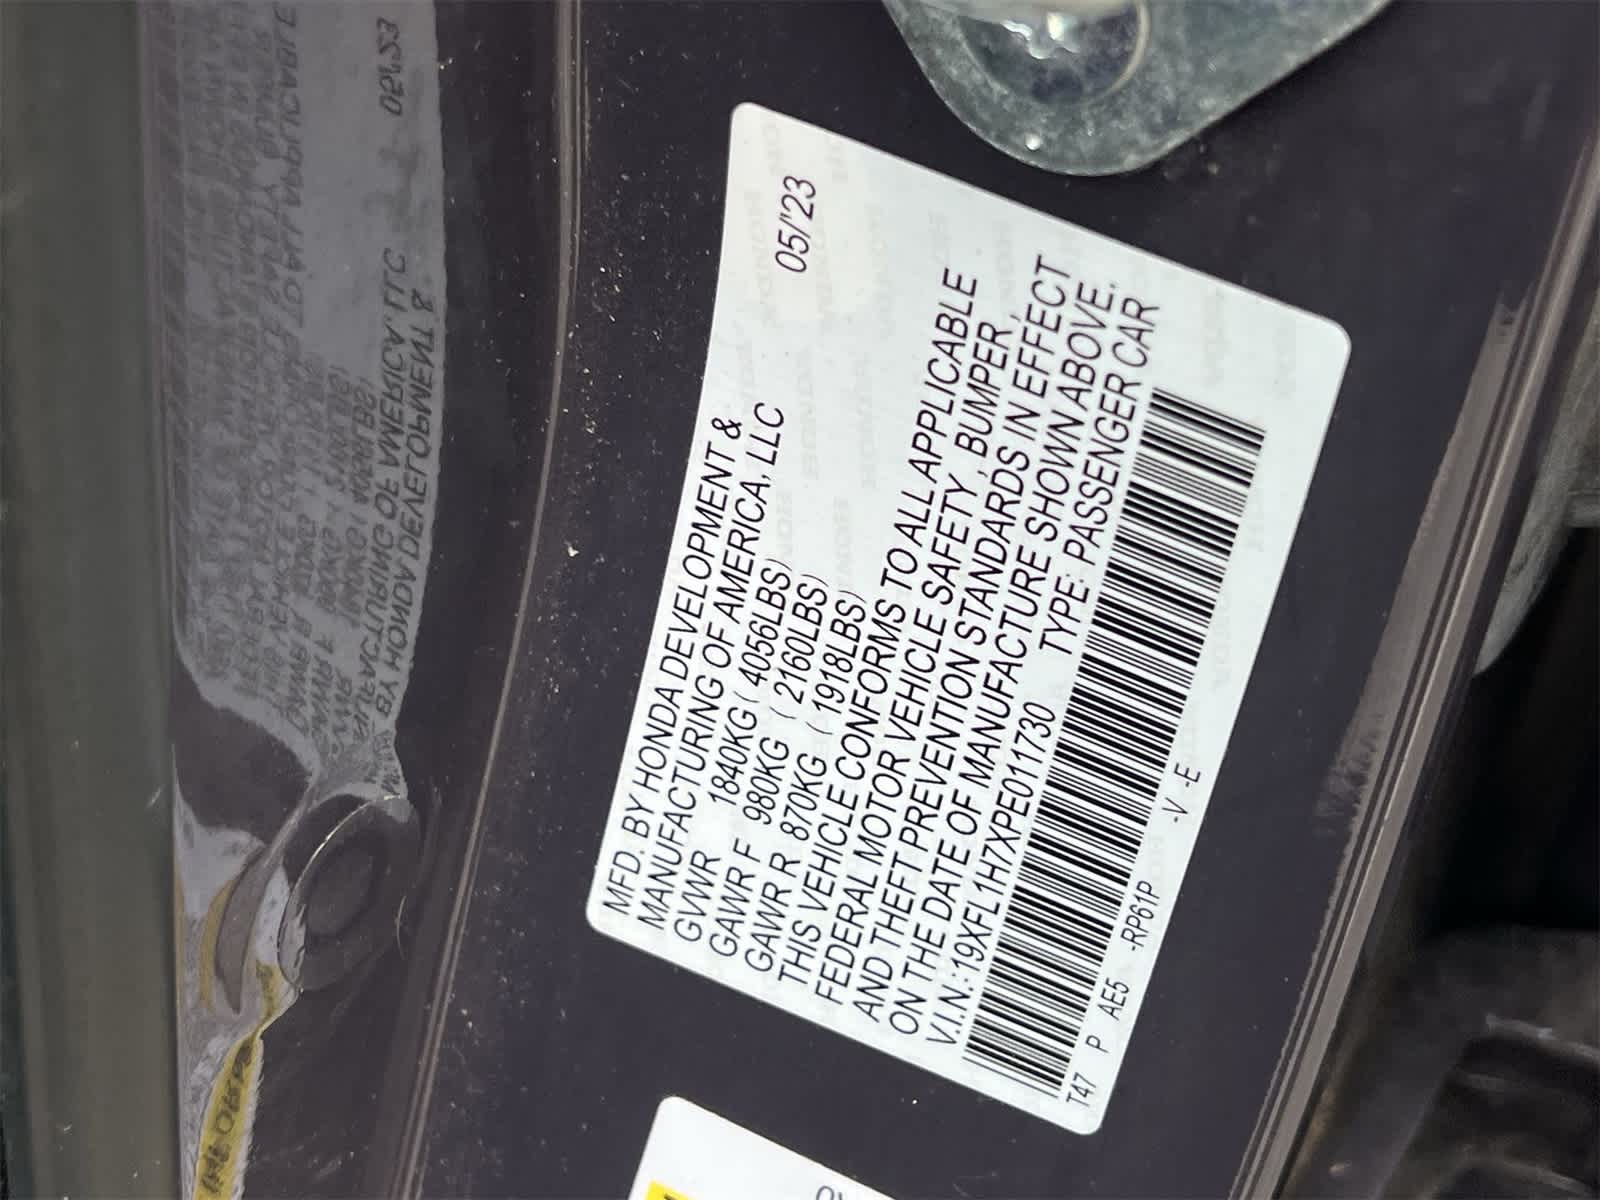 MFD. BY HONDA DEVELOPMENT &
MANUFACTURING OF AMERICA, LLC 05/'23
GVWR 1840KG ( 4056LBS)
GAWR F 980KG ( 2160LBS)
GAWR R 870KG ( 1918LBS)
THIS VEHICLE CONFORMS TO ALL APPLICABLE
FEDERAL MOTOR VEHICLE SAFETY, BUMPER,
AND THEFT PREVENTION STANDARDS IN EFFECT
ON THE DATE OF MANUFACTURE SHOWN ABOVE.
V.I.N.:19XFL1H7XPE011730 TYPE: PASSENGER CAR
T47 P AE5 -RP61P -V -E